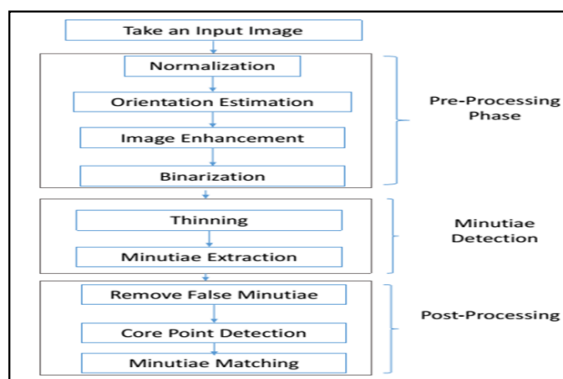 Take an Input Image
Normalization
Orientation Estimation
Image Enhancement
Binarization
Pre-Processing
Phase
Thinning
Minutiae Extraction
Minutiae
Detection
Remove False Minutiae
Core Point Detection
Minutiae Matching
Post-Processing